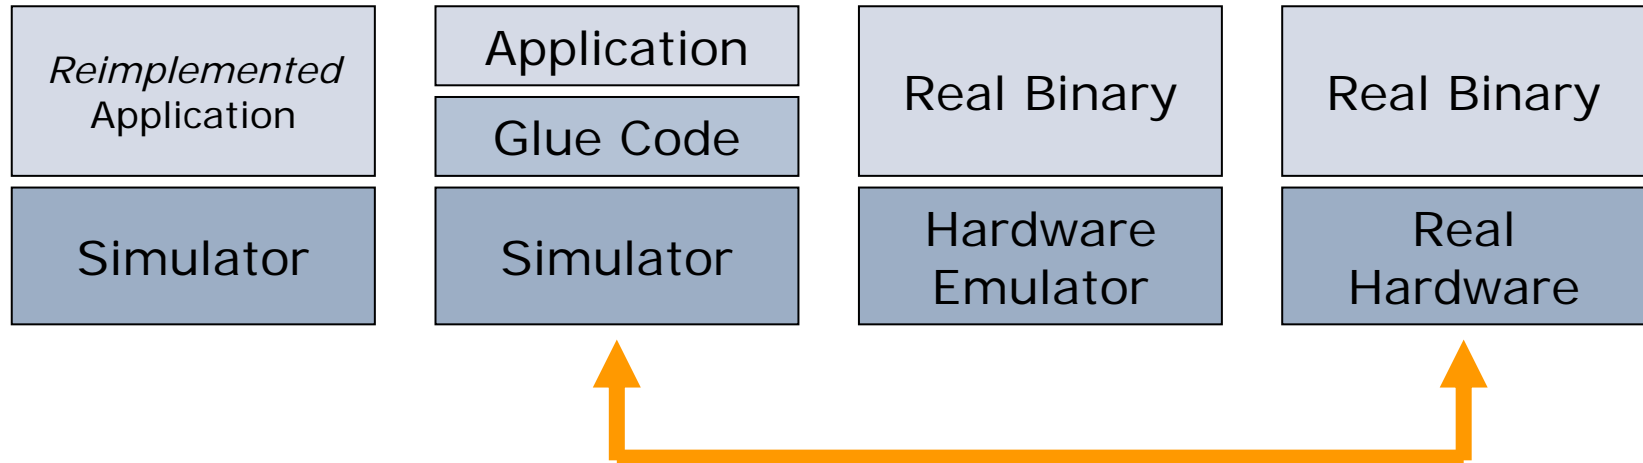 Reimplemented
Application
Simulator
Application
Glue Code
Simulator
Real Binary
Hardware
Emulator
Real Binary
Real
Hardware